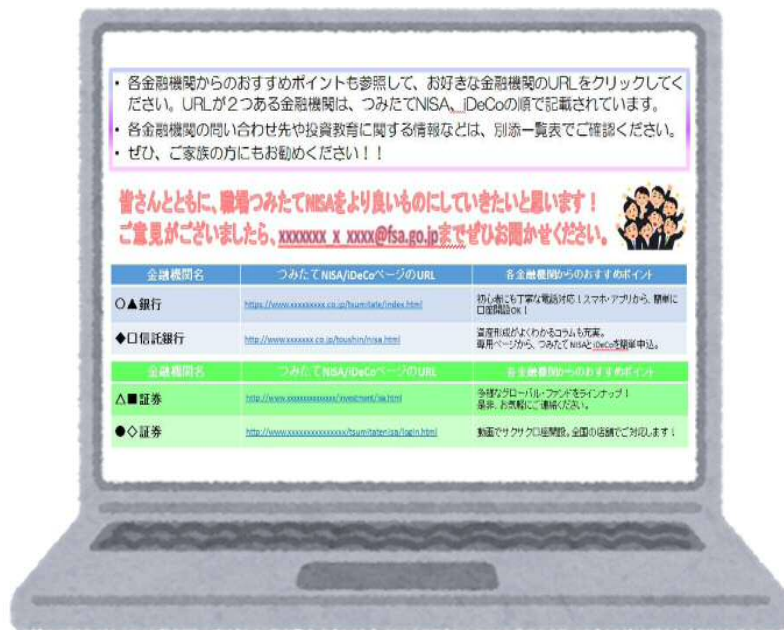 ・ 各金融機関からのおすすめポイントも参照して、お好きな金融機関のURLをクリックしてく
ださい。URLが２つある金融機関は、つみたてNISA、iDeCoの順で記載されています。
・ 各金融機関の問い合わせ先や投資教育に関する情報などは、別添一覧表でご確認ください。
・ ぜひ、ご家族の方にもお勧めください！！
皆さんとともに、職場つみたてNISAをより良いものにしていきたいと思います！
ご意見がございましたら、xxxxxxx x xxxx@fsa.go.jpまでぜひお聞かせください。
金融機関名 つみたてNISA/iDeCoページのURL 各金融機関からのおすすめポイント
○▲銀行 https://www.xxxxxxxxx.co.jp/tsumitate/index.html 初心者にも丁寧な電話対応！スマホ・アプリから、簡単に
口座開設OK！
◆□信託銀行 http://www.xxxxxxx.co.jp/toushin/nisa.html 資産形成がよくわかるコラムも充実。
専用ページから、つみたてNISAとiDeCoを簡単申込。
金融機関名 つみたてNISA/iDeCoページのURL 各金融機関からのおすすめポイント
△■証券 http://www.xxxxxxxxxxxxx/investment/isa.html 多様なグローバル・ファンドをラインナップ！
是非、お気軽にご連絡ください。
●◇証券 http://www.xxxxxxxxxxxxxxx/tsumitatenisa/login.html 動画でサクサク口座開設。全国の店舗でご対応します！